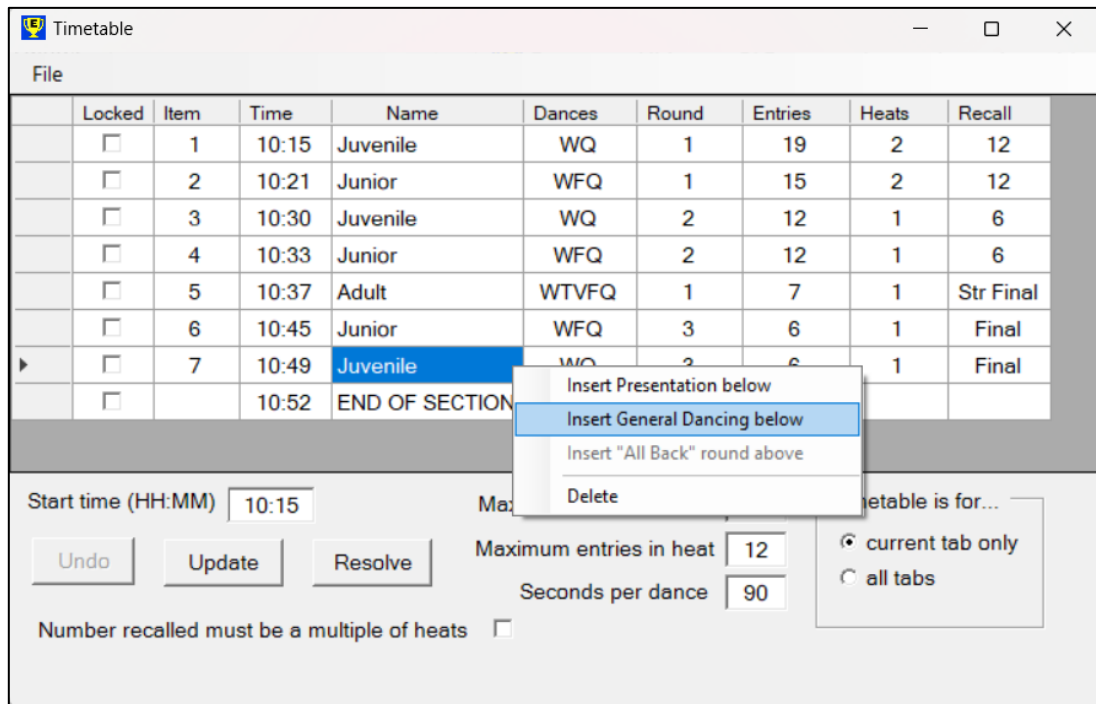 Timetable
File
Locked Item Time Name Dances Round Entries Heats Recall
1 10:15 Juvenile WQ 1 19 2 12
2 10:21 Junior WFQ 1 15 2 12
3 10:30 Juvenile WQ 2 12 1 6
4 10:33 Junior WFQ 2 12 1 6
5 10:37 Adult WTVFQ 1 7 1 Str Final
6 10:45 Junior WFQ 3 6 1 Final
7 10:49 Juvenile WQ 3 6 1 Final
10:52 END OF SECTION
Insert Presentation below
Insert General Dancing below
Insert "All Back" round above
Delete
Start time (HH:MM) 10:15
Undo Update Resolve
Maximum entries in heat 12
Seconds per dance 90
Number recalled must be a multiple of heats
is for...
current tab only
all tabs